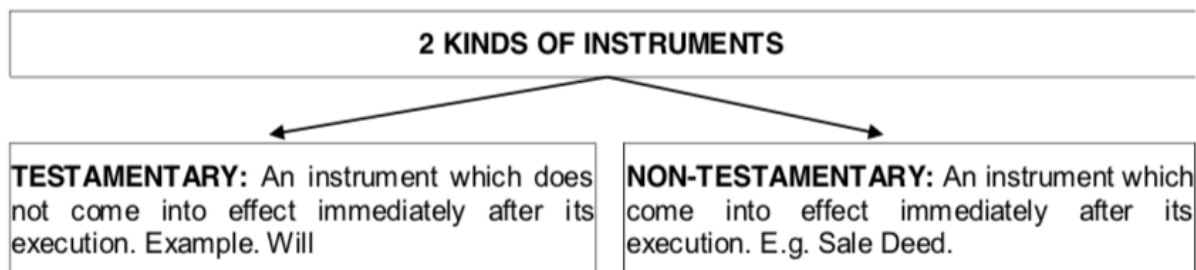 2 KINDS OF INSTRUMENTS
TESTAMENTARY: An instrument which does
not come into effect immediately after its
execution. Example. Will
NON-TESTAMENTARY: An instrument which
come into effect immediately after its
execution. E.g. Sale Deed.